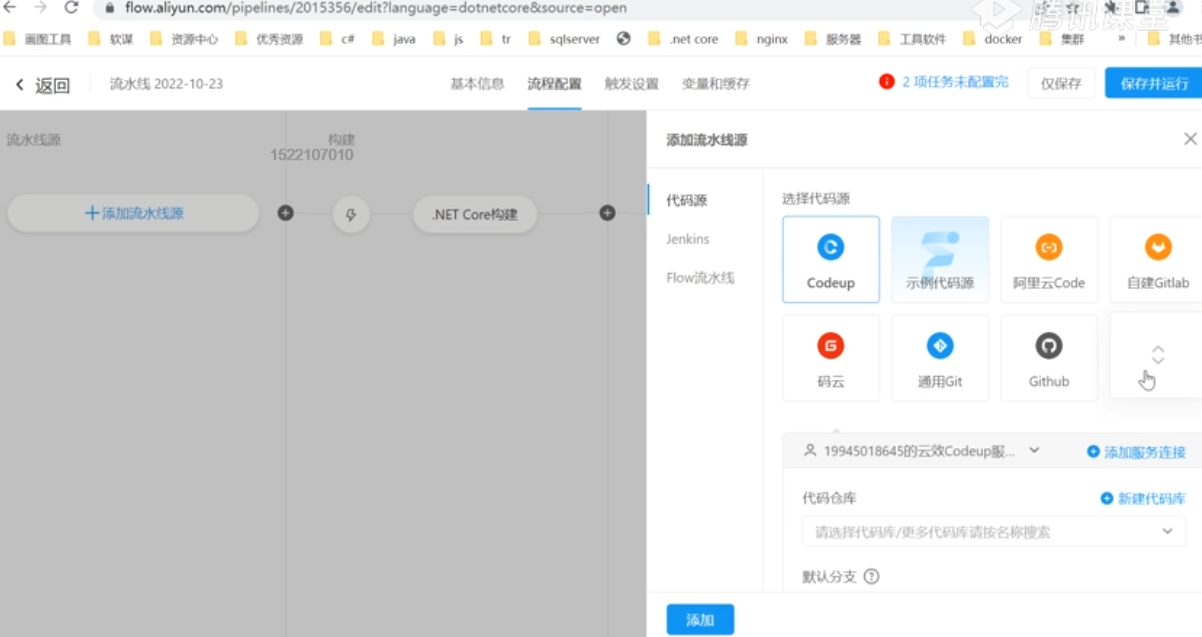 flow.aliyun.com/pipelines/2015356/edit?language=dotnetcore&source=open
腾讯课堂
画图工具 软谋 资源中心 优秀资源 c# java js tr sqlserver .net core nginx 服务器 工具软件 docker 集群 » 其他书
返回 流水线 2022-10-23 基本信息 流程配置 触发设置 变量和缓存 2 项任务未配置完 仅保存 保存并运行
流水线源 构建
1522107010
添加流水线源 .NET Core构建
添加流水线源
代码源
Jenkins
Flow流水线
选择代码源
Codeup 示例代码源 阿里云Code 自建Gitlab
码云 通用Git Github
19945018645的云效Codeup服... 添加服务连接
代码仓库 新建代码库
请选择代码库/更多代码库请按名称搜索
默认分支
添加